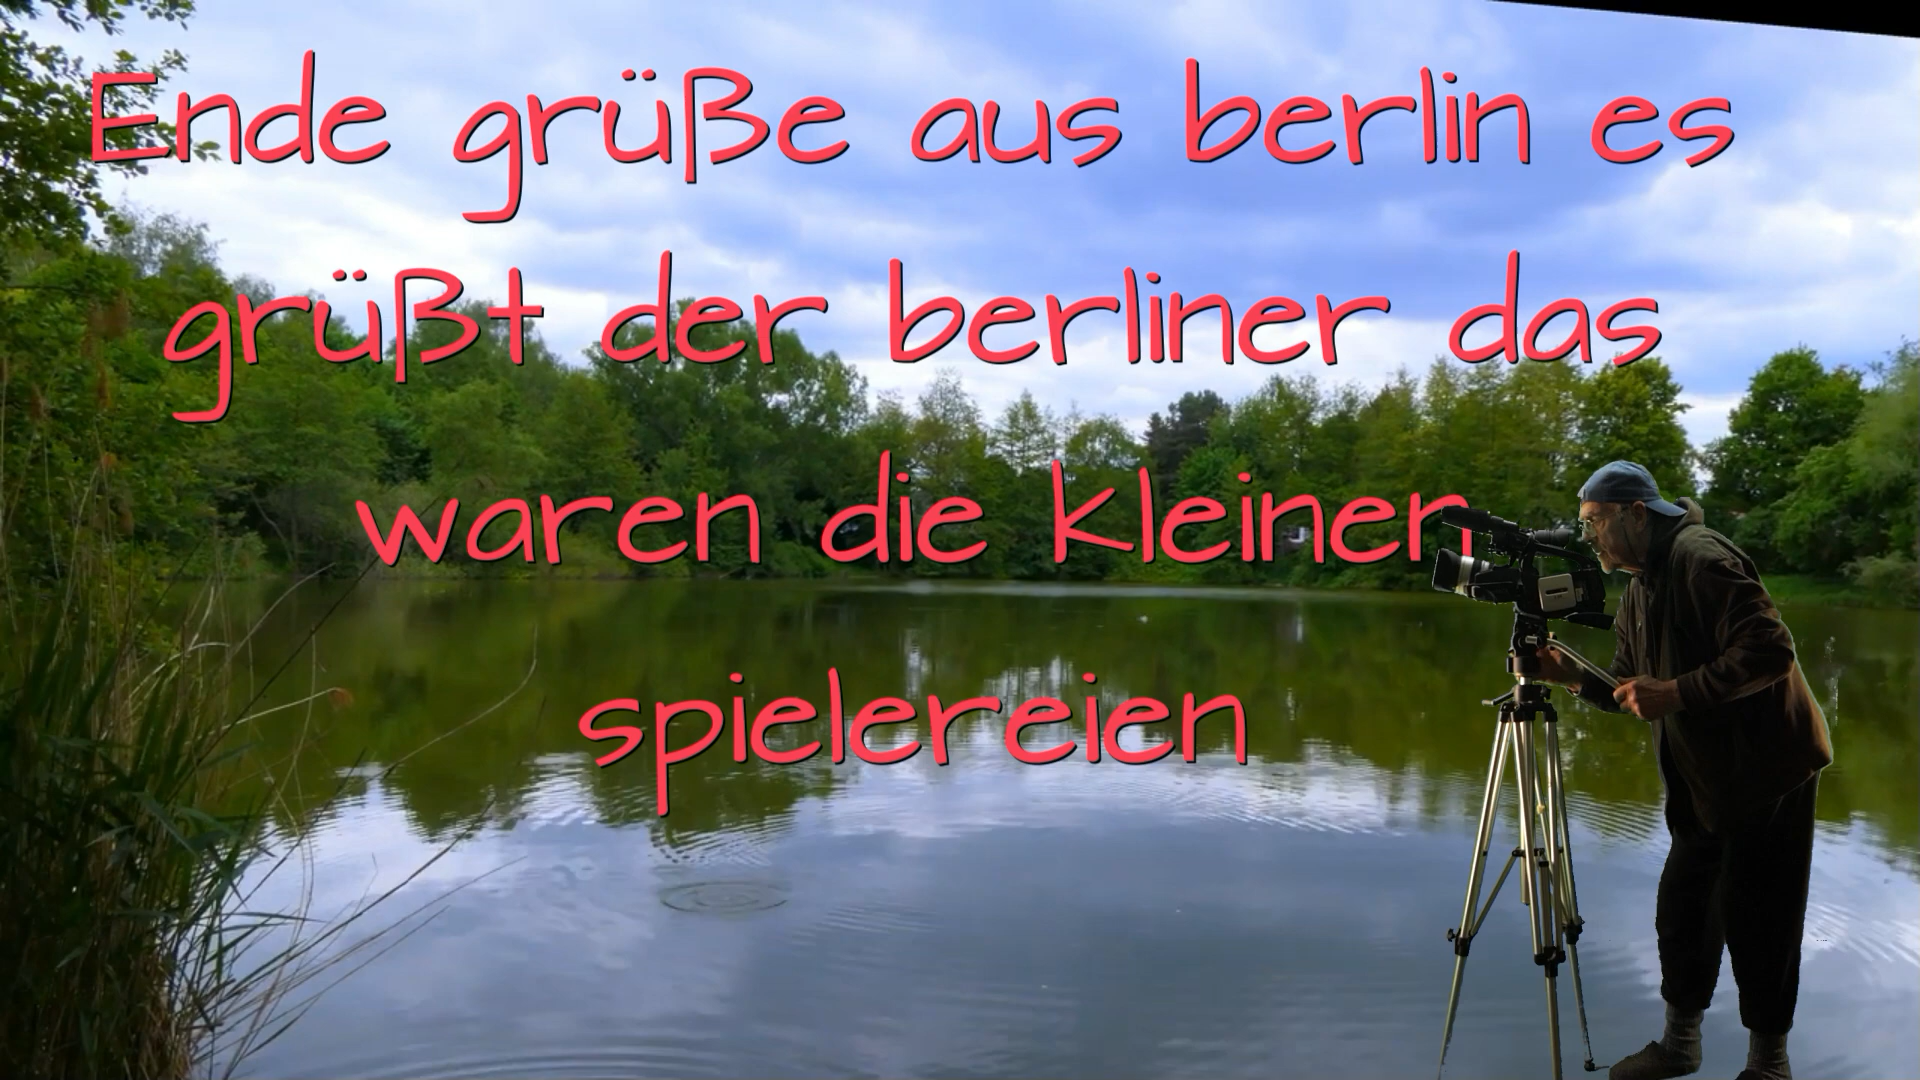 Ende grüße aus berlin es
grüßt der berliner das
waren die kleinen
spielereien